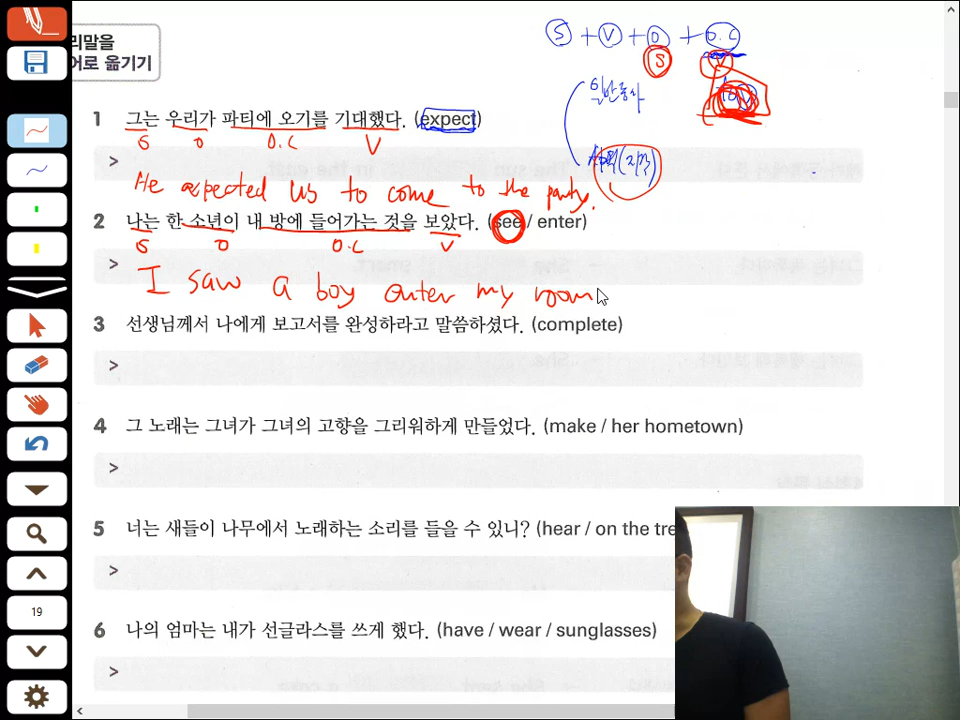 S + V + O + O.C
S V
리말을
어로 옮기기
일반동사
to V
1 그는 우리가 파티에 오기를 기대했다. (expect)
S O O.C V
사역(지각)
> He expected us to come to the party.
2 나는 한 소년이 내 방에 들어가는 것을 보았다. (see / enter)
S O O.C V
> I saw a boy enter my room
3 선생님께서 나에게 보고서를 완성하라고 말씀하셨다. (complete)
>
4 그 노래는 그녀가 그녀의 고향을 그리워하게 만들었다. (make / her hometown)
>
5 너는 새들이 나무에서 노래하는 소리를 들을 수 있니? (hear / on the tre
>
6 나의 엄마는 내가 선글라스를 쓰게 했다. (have / wear / sunglasses)
>
19